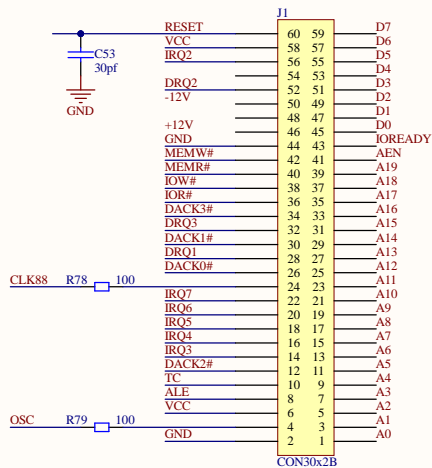 J1
RESET 60 59 D7
VCC 58 57 D6
C53 IRQ2 56 55 D5
30pf 54 53 D4
DRQ2 52 51 D3
-12V 50 49 D2
GND 48 47 D1
+12V 46 45 D0
GND 44 43 IOREADY
MEMW# 42 41 AEN
MEMR# 40 39 A19
IOW# 38 37 A18
IOR# 36 35 A17
DACK3# 34 33 A16
DRQ3 32 31 A15
DACK1# 30 29 A14
DRQ1 28 27 A13
DACK0# 26 25 A12
CLK88 R78 100 24 23 A11
IRQ7 22 21 A10
IRQ6 20 19 A9
IRQ5 18 17 A8
IRQ4 16 15 A7
IRQ3 14 13 A6
DACK2# 12 11 A5
TC 10 9 A4
ALE 8 7 A3
VCC 6 5 A2
OSC R79 100 4 3 A1
GND 2 1 A0
CON30x2B